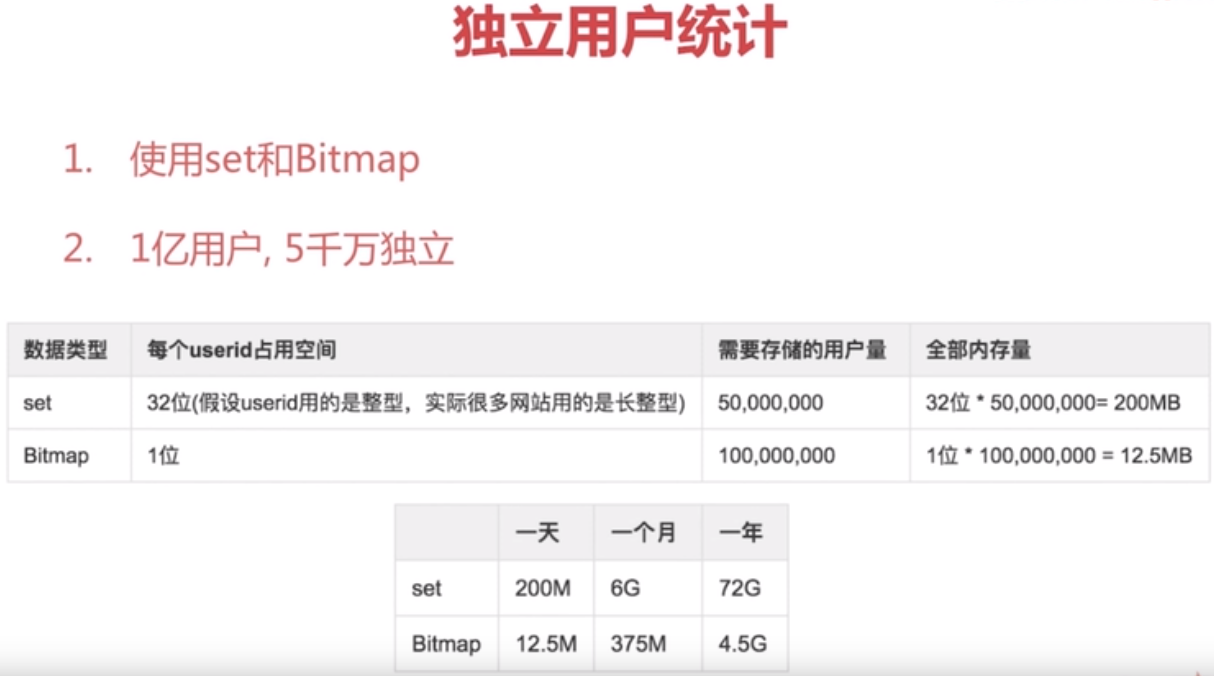 独立用户统计
1. 使用set和Bitmap
2. 1亿用户, 5千万独立
数据类型 每个userid占用空间 需要存储的用户量 全部内存量
set 32位(假设userid用的是整型，实际很多网站用的是长整型) 50,000,000 32位 * 50,000,000= 200MB
Bitmap 1位 100,000,000 1位 * 100,000,000 = 12.5MB
一天 一个月 一年
set 200M 6G 72G
Bitmap 12.5M 375M 4.5G